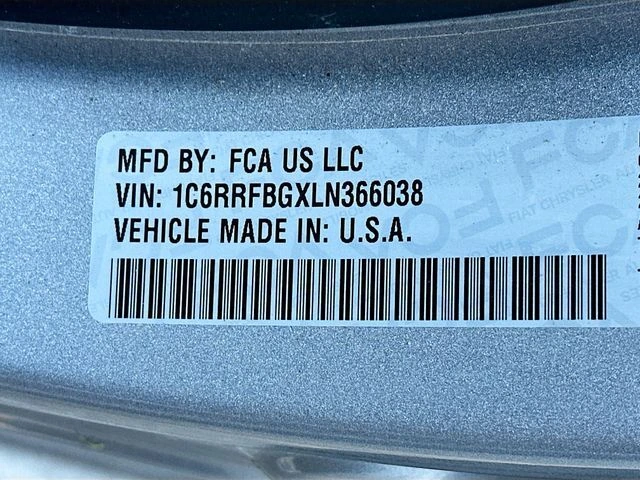 MFD BY: FCA US LLC
VIN: 1C6RRFBGXLN366038
VEHICLE MADE IN: U.S.A.